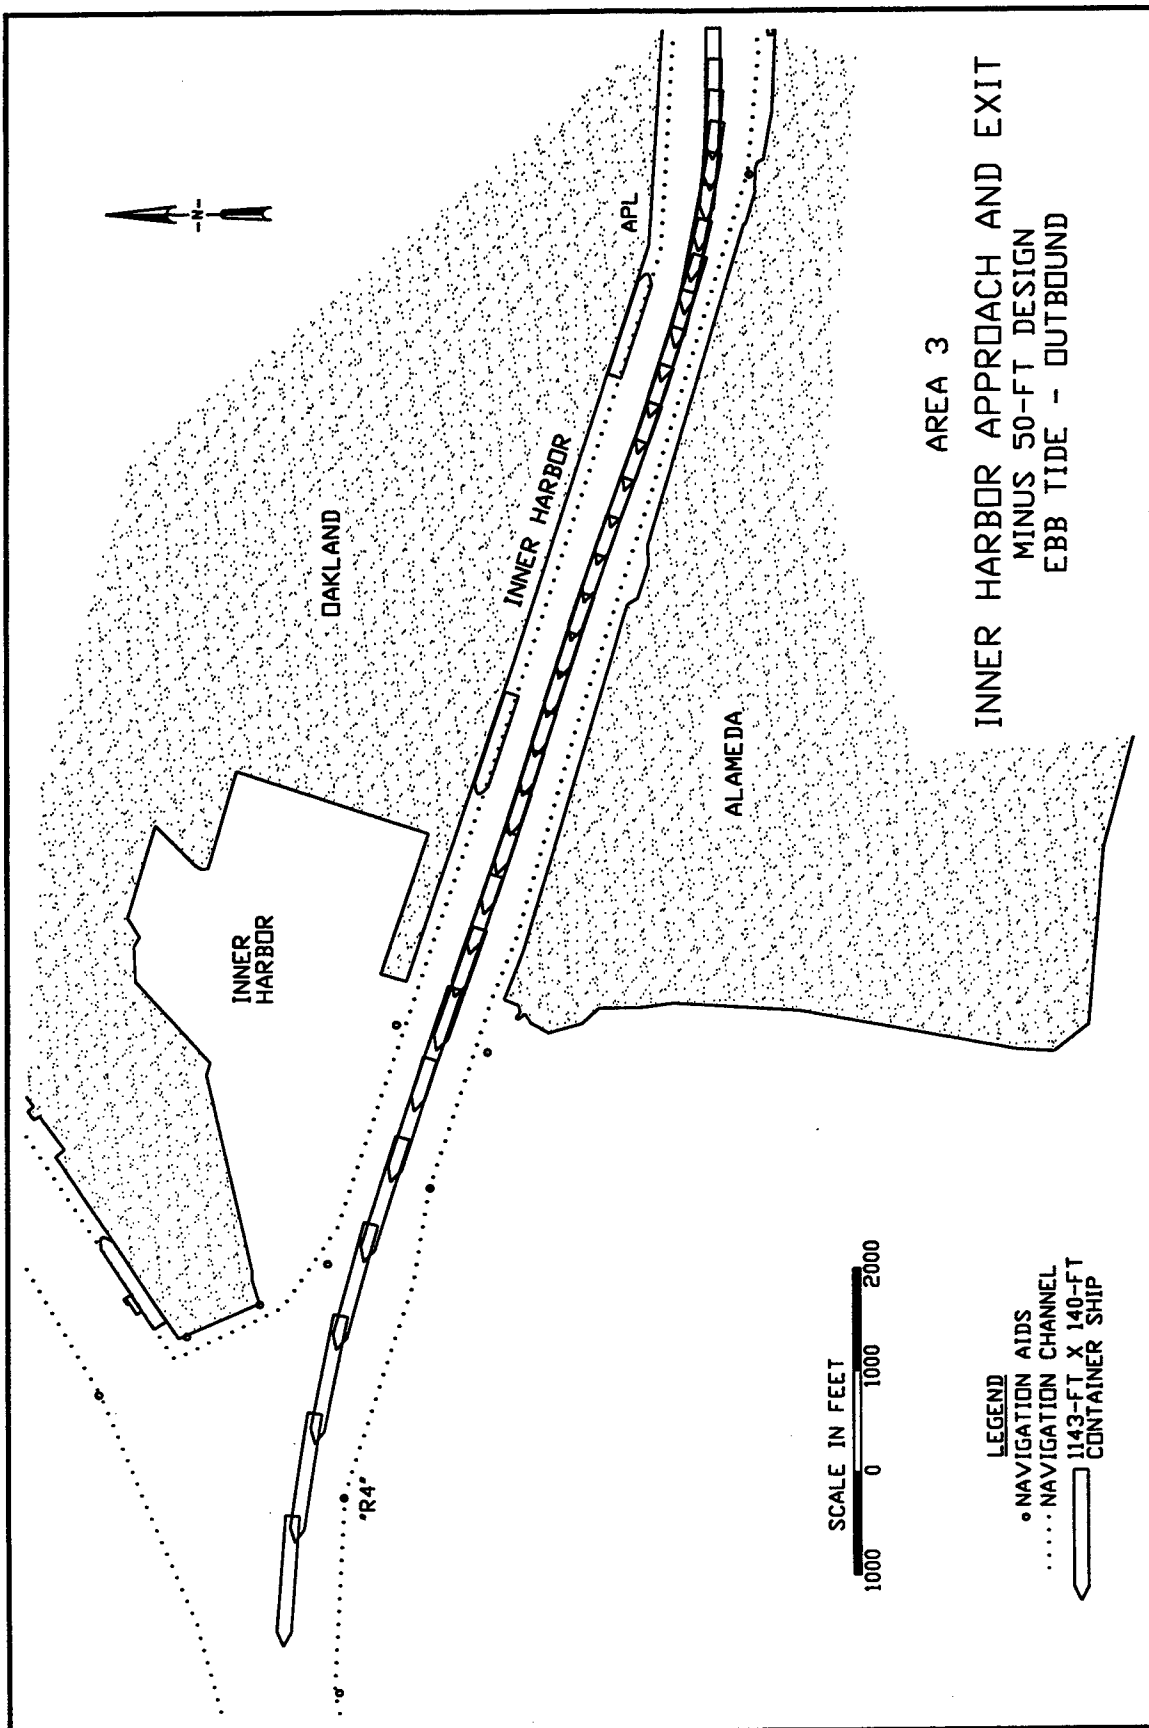 -N-
APL
INNER HARBOR
OAKLAND
INNER
HARBOR
ALAMEDA
"R4"
AREA 3
INNER HARBOR APPROACH AND EXIT
MINUS 50-FT DESIGN
EBB TIDE - OUTBOUND
SCALE IN FEET
1000 0 1000 2000
LEGEND
NAVIGATION AIDS
NAVIGATION CHANNEL
1143-FT X 140-FT
CONTAINER SHIP